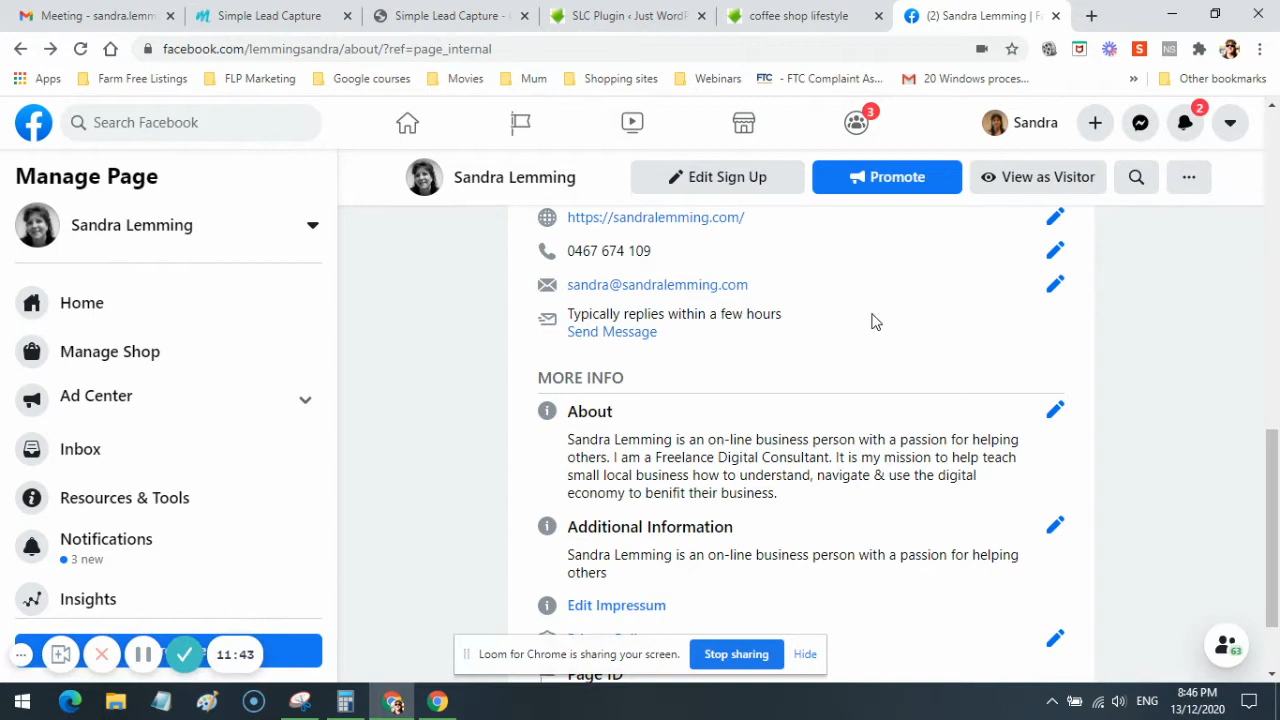 Meeting - sandra.lemm
Simple Lead Capture
Simple Lead Capture -
SLC Plugin ‹ Just WordP
coffee shop lifestyle
(2) Sandra Lemming | F
facebook.com/lemmingsandra/about/?ref=page_internal
Apps
Farm Free Listings
FLP Marketing
Google courses
Movies
Mum
Shopping sites
Webinars
FTC - FTC Complaint As...
20 Windows proces...
»
Other bookmarks
Search Facebook
3
Sandra
2
Manage Page
Sandra Lemming
Edit Sign Up
Promote
View as Visitor
Sandra Lemming
Home
Manage Shop
Ad Center
Inbox
Resources & Tools
Notifications
3 new
Insights
https://sandralemming.com/
0467 674 109
sandra@sandralemming.com
Typically replies within a few hours
Send Message
MORE INFO
About
Sandra Lemming is an on-line business person with a passion for helping
others. I am a Freelance Digital Consultant. It is my mission to help teach
small local business how to understand, navigate & use the digital
economy to benifit their business.
Additional Information
Sandra Lemming is an on-line business person with a passion for helping
others
Edit Impressum
Page ID
11:43
Loom for Chrome is sharing your screen.
Stop sharing
Hide
63
ENG
8:46 PM
13/12/2020